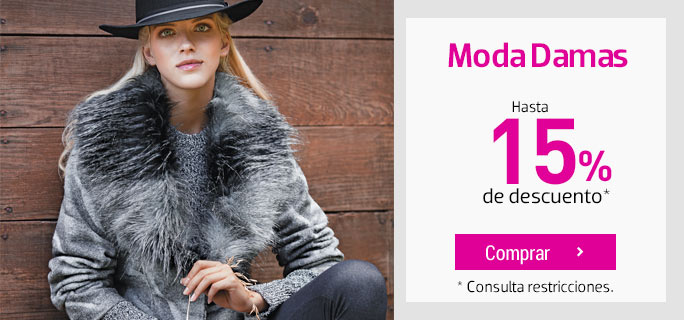 Moda Damas
Hasta
15%
de descuento*
Comprar >
* Consulta restricciones.